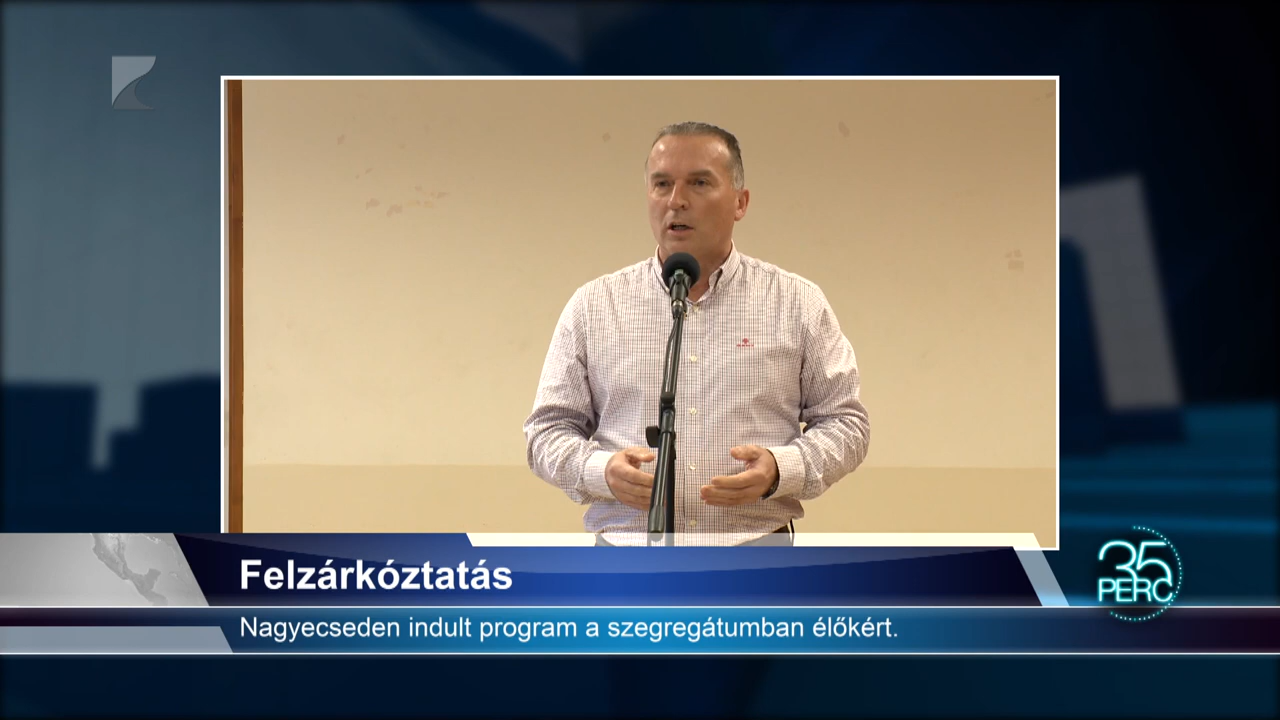 Felzárkóztatás
35
PERC
Nagyecseden indult program a szegregátumban élőkért.